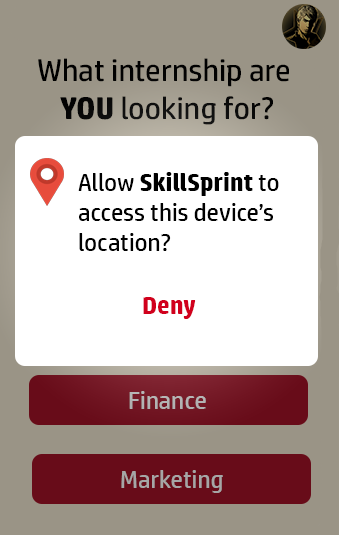 What internship are
YOU looking for?
Allow SkillSprint to
access this device’s
location?
Deny
Finance
Marketing